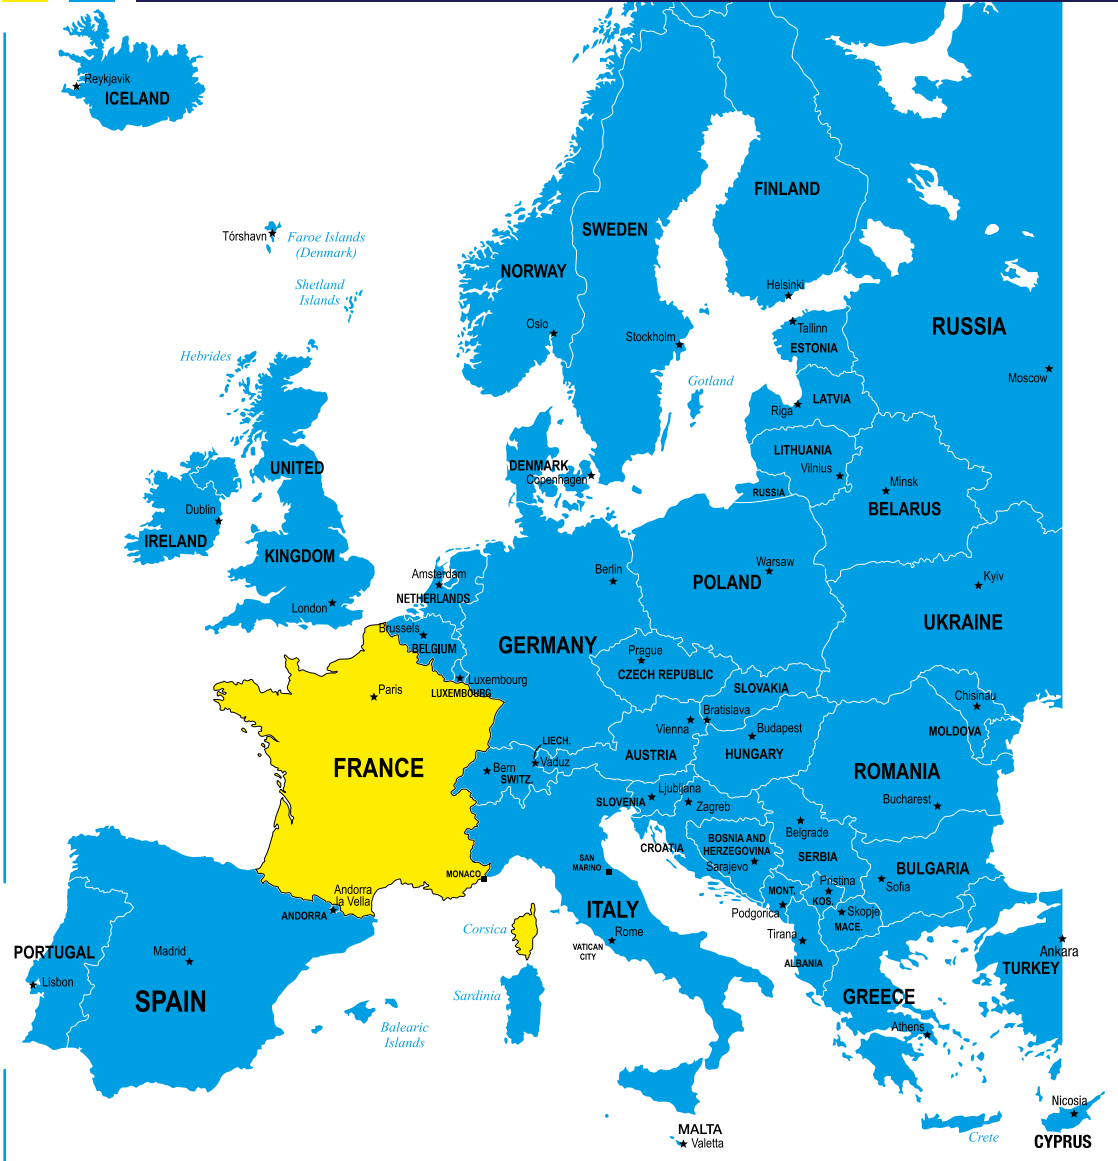 Reykjavik
ICELAND
FINLAND
SWEDEN
Tórshavn
Faroe Islands
(Denmark)
NORWAY
Shetland
Islands
Helsinki
Oslo
Tallinn
RUSSIA
Stockholm
ESTONIA
Hebrides
Moscow
Gotland
LATVIA
Riga
LITHUANIA
UNITED
DENMARK
Vilnius
Copenhagen
Minsk
RUSSIA
Dublin
BELARUS
IRELAND
KINGDOM
Warsaw
Berlin
Amsterdam
Kyiv
POLAND
NETHERLANDS
London
UKRAINE
Brussels
GERMANY
BELGIUM
Prague
CZECH REPUBLIC
Luxembourg
SLOVAKIA
Paris
LUXEMBOURG
Chisinau
Bratislava
Vienna
Budapest
MOLDOVA
LIECH.
AUSTRIA
HUNGARY
Vaduz
FRANCE
Bern
ROMANIA
SWITZ.
Ljubljana
SLOVENIA
Zagreb
Bucharest
Belgrade
BOSNIA AND
HERZEGOVINA
CROATIA
SERBIA
SAN
MARINO
Sarajevo
BULGARIA
MONACO
Pristina
Sofia
Andorra
la Vella
MONT.
KOS.
ANDORRA
ITALY
Podgorica
Skopje
MACE.
Corsica
Rome
Tirana
VATICAN
CITY
PORTUGAL
Madrid
Ankara
ALBANIA
TURKEY
Lisbon
Sardinia
GREECE
SPAIN
Balearic
Islands
Athens
Nicosia
MALTA
Valetta
Crete
CYPRUS